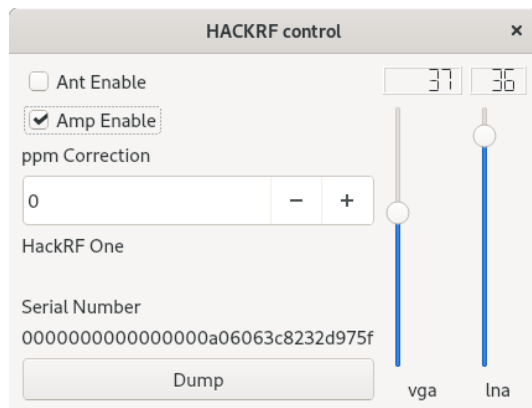 HACKRF control ×
Ant Enable 37 36
Amp Enable
ppm Correction
0 − +
HackRF One
Serial Number
0000000000000000a06063c8232d975f
Dump
vga lna